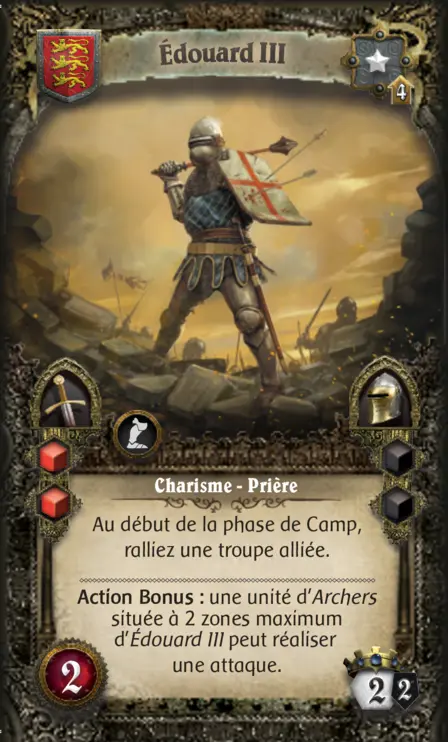 Édouard III
4
Charisme - Prière
Au début de la phase de Camp,
ralliez une troupe alliée.
Action Bonus : une unité d'Archers
située à 2 zones maximum
d'Édouard III peut réaliser
une attaque.
2
2 2